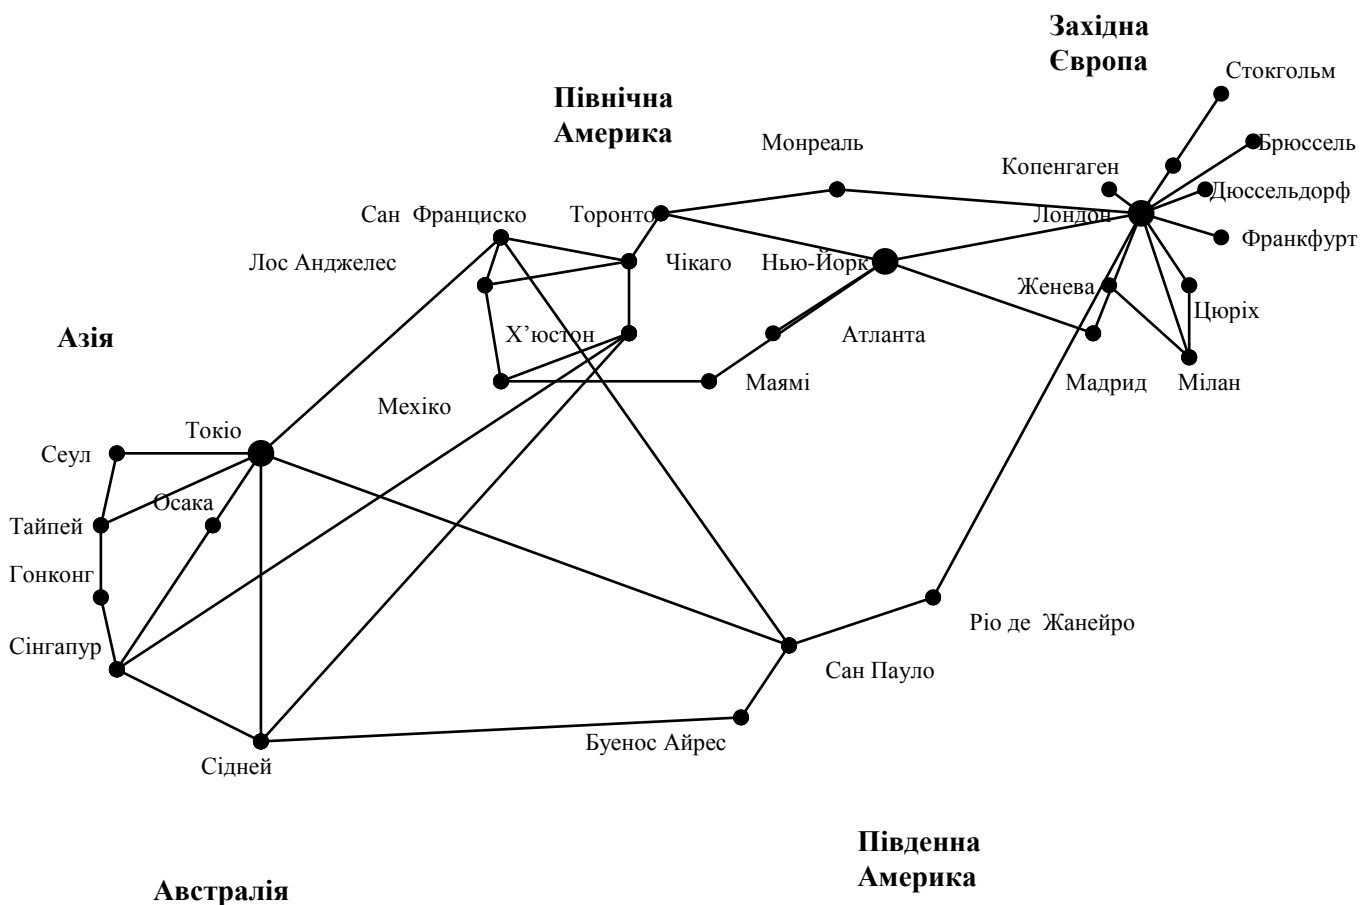 Західна
Європа
Стокгольм
Північна
Америка
Монреаль
Брюссель
Копенгаген
Дюссельдорф
Сан  Франциско
Торонто
Лондон
Франкфурт
Лос Анджелес
Чікаго
Нью-Йорк
Женева
Цюріх
Азія
Х’юстон
Атланта
Маямі
Мадрид
Мілан
Мехіко
Токіо
Сеул
Осака
Тайпей
Гонконг
Ріо де  Жанейро
Сінгапур
Сан Пауло
Буенос Айрес
Сідней
Південна
Америка
Австралія